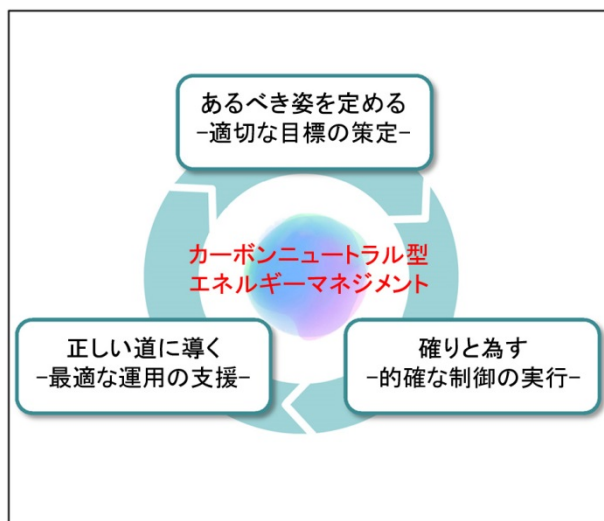 あるべき姿を定める
-適切な目標の策定-
カーボンニュートラル型
エネルギーマネジメント
正しい道に導く
-最適な運用の支援-
確りと為す
-的確な制御の実行-